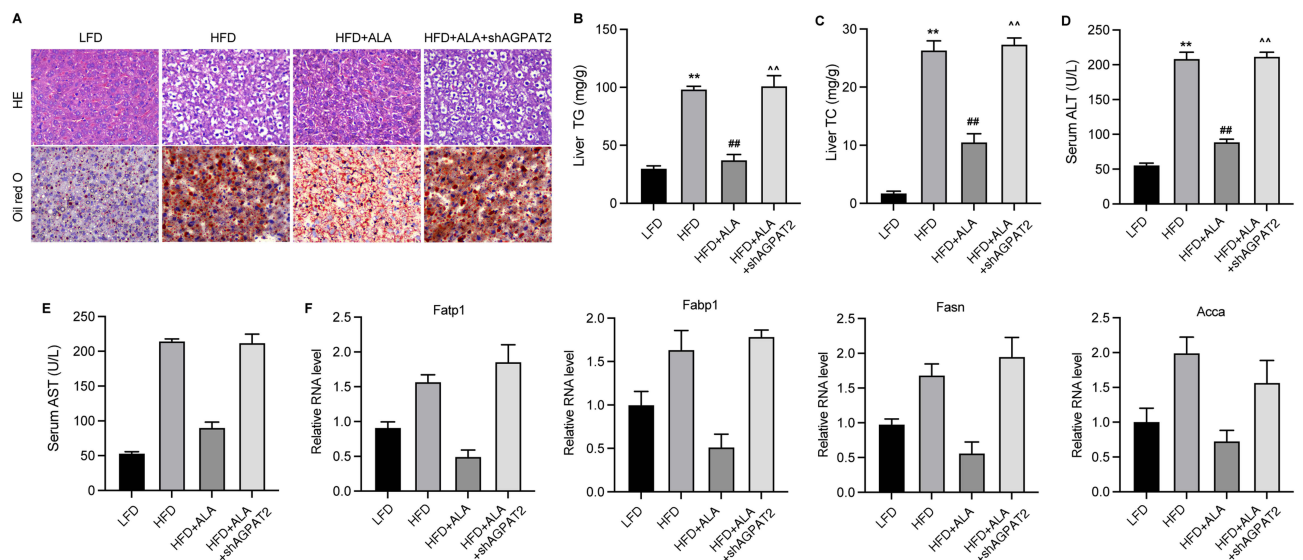 A
LFD
HFD
HFD+ALA
HFD+ALA+shAGPAT2
HE
Oil red O
B
Liver TG (mg/g)
150
100
50
0
**
##
^^
LFD
HFD
HFD+ALA
HFD+ALA
+shAGPAT2
C
Liver TC (mg/g)
30
20
10
0
**
##
^^
LFD
HFD
HFD+ALA
HFD+ALA
+shAGPAT2
D
Serum ALT (U/L)
250
200
150
100
50
0
**
##
^^
LFD
HFD
HFD+ALA
HFD+ALA
+shAGPAT2
E
Serum AST (U/L)
250
200
150
100
50
0
LFD
HFD
HFD+ALA
HFD+ALA
+shAGPAT2
F
Fatp1
Relative RNA level
2.5
2.0
1.5
1.0
0.5
0.0
LFD
HFD
HFD+ALA
HFD+ALA
+shAGPAT2
Fabp1
Relative RNA level
2.0
1.5
1.0
0.5
0.0
LFD
HFD
HFD+ALA
HFD+ALA
+shAGPAT2
Fasn
Relative RNA level
2.5
2.0
1.5
1.0
0.5
0.0
LFD
HFD
HFD+ALA
HFD+ALA
+shAGPAT2
Acca
Relative RNA level
2.5
2.0
1.5
1.0
0.5
0.0
LFD
HFD
HFD+ALA
HFD+ALA
+shAGPAT2